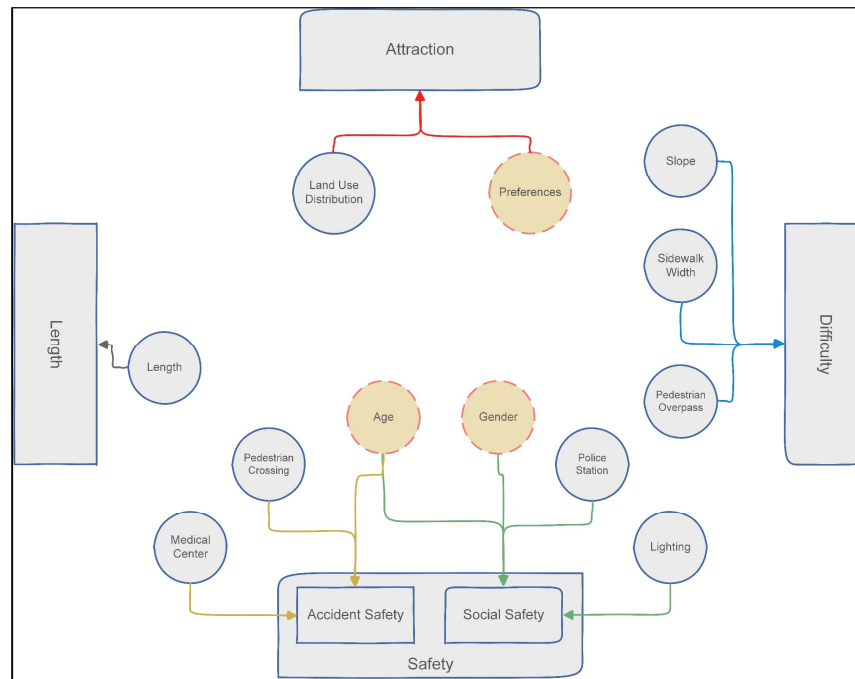 Attraction
Land Use
Distribution
Preferences
Slope
Sidewalk
Width
Length
Difficulty
Length
Pedestrian
Overpass
Age
Gender
Pedestrian
Crossing
Police
Station
Medical
Center
Lighting
Accident Safety
Social Safety
Safety